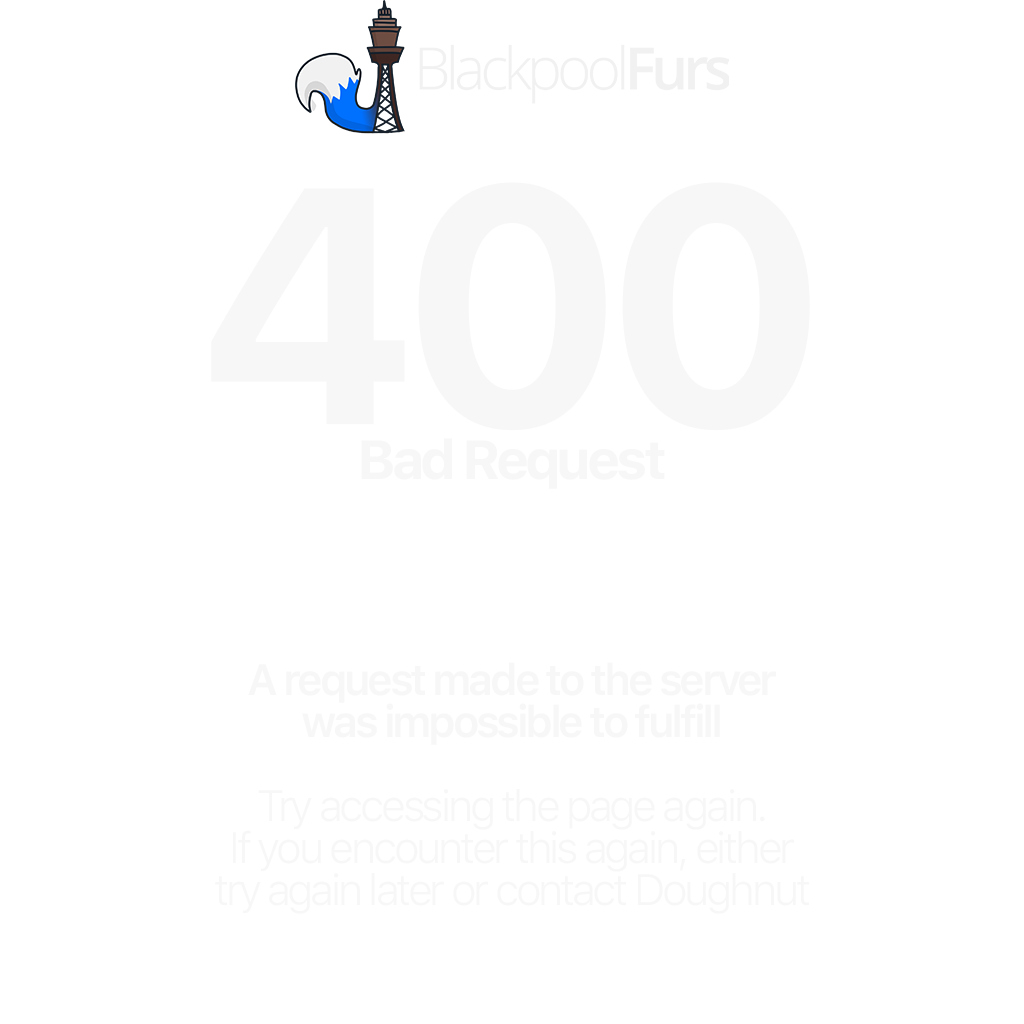 BlackpoolFurs
400
Bad Request
A request made to the server
was impossible to fulfill
Try accessing the page again.
If you encounter this again, either
try again later or contact Doughnut